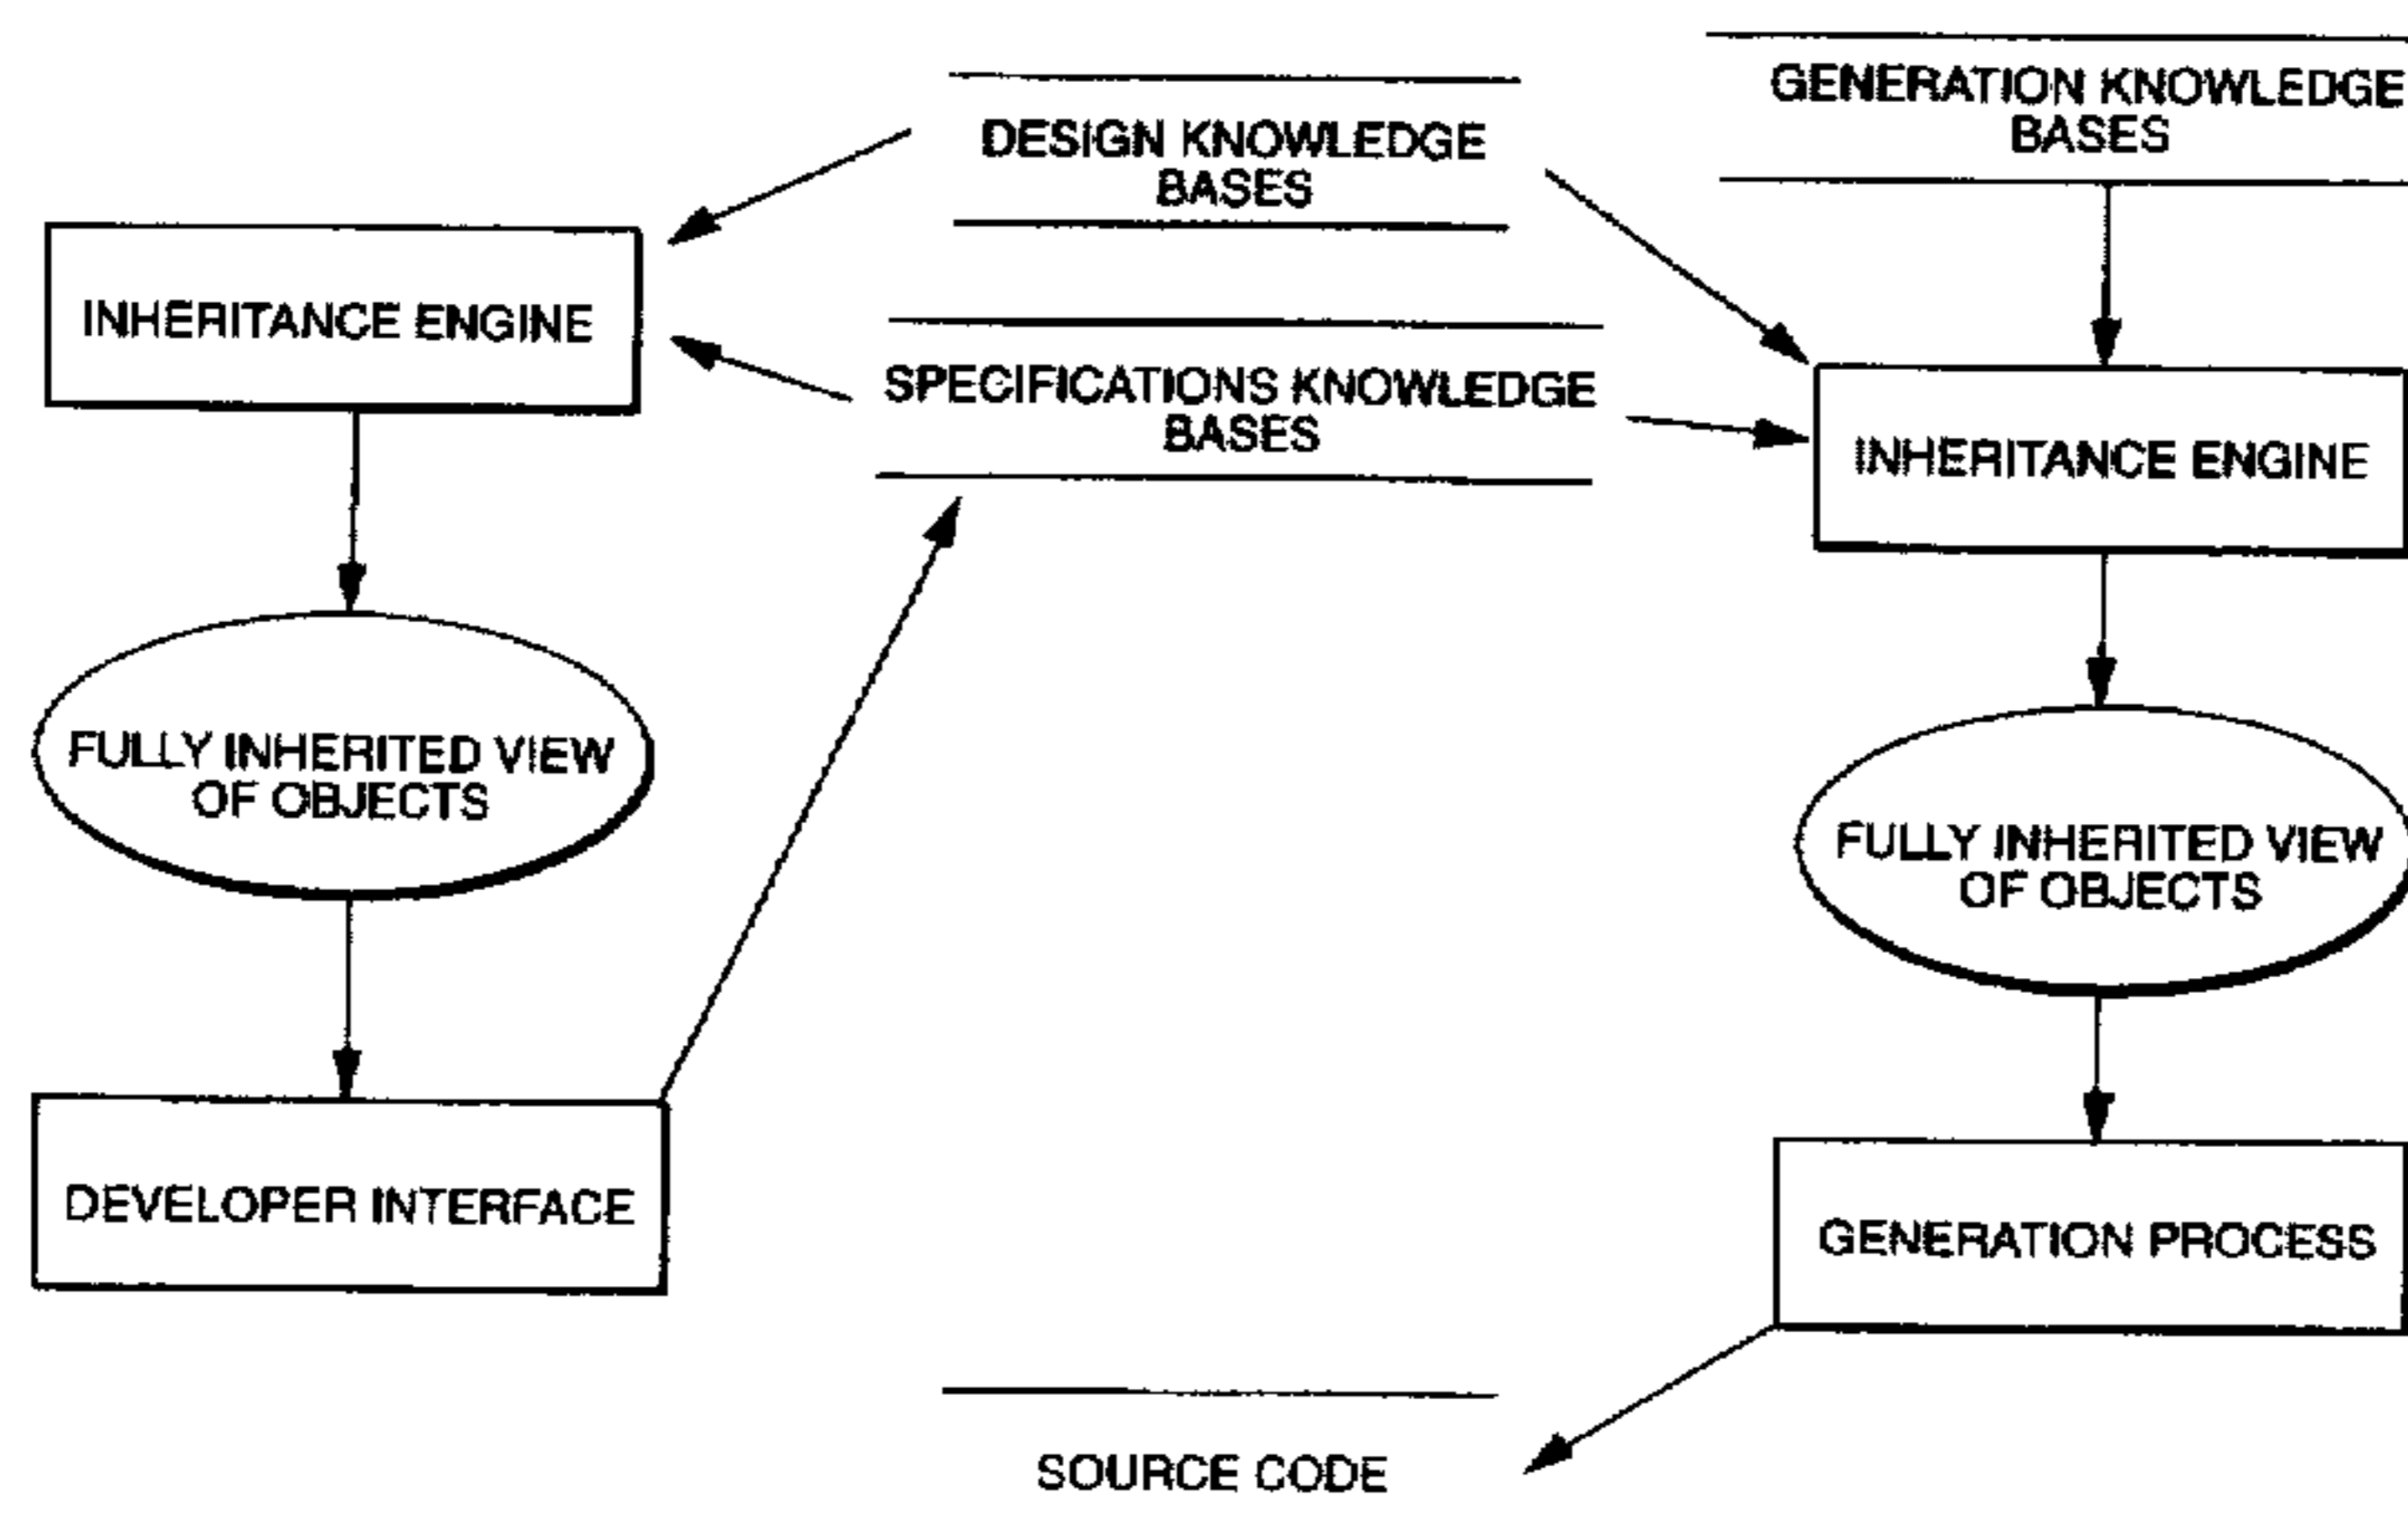 GENERATION KNOWLEDGE
BASES
DESIGN KNOWLEDGE
BASES
INHERITANCE ENGINE
SPECIFICATIONS KNOWLEDGE
BASES
INHERITANCE ENGINE
FULLY INHERITED VIEW
OF OBJECTS
FULLY INHERITED VIEW
OF OBJECTS
DEVELOPER INTERFACE
GENERATION PROCESS
SOURCE CODE